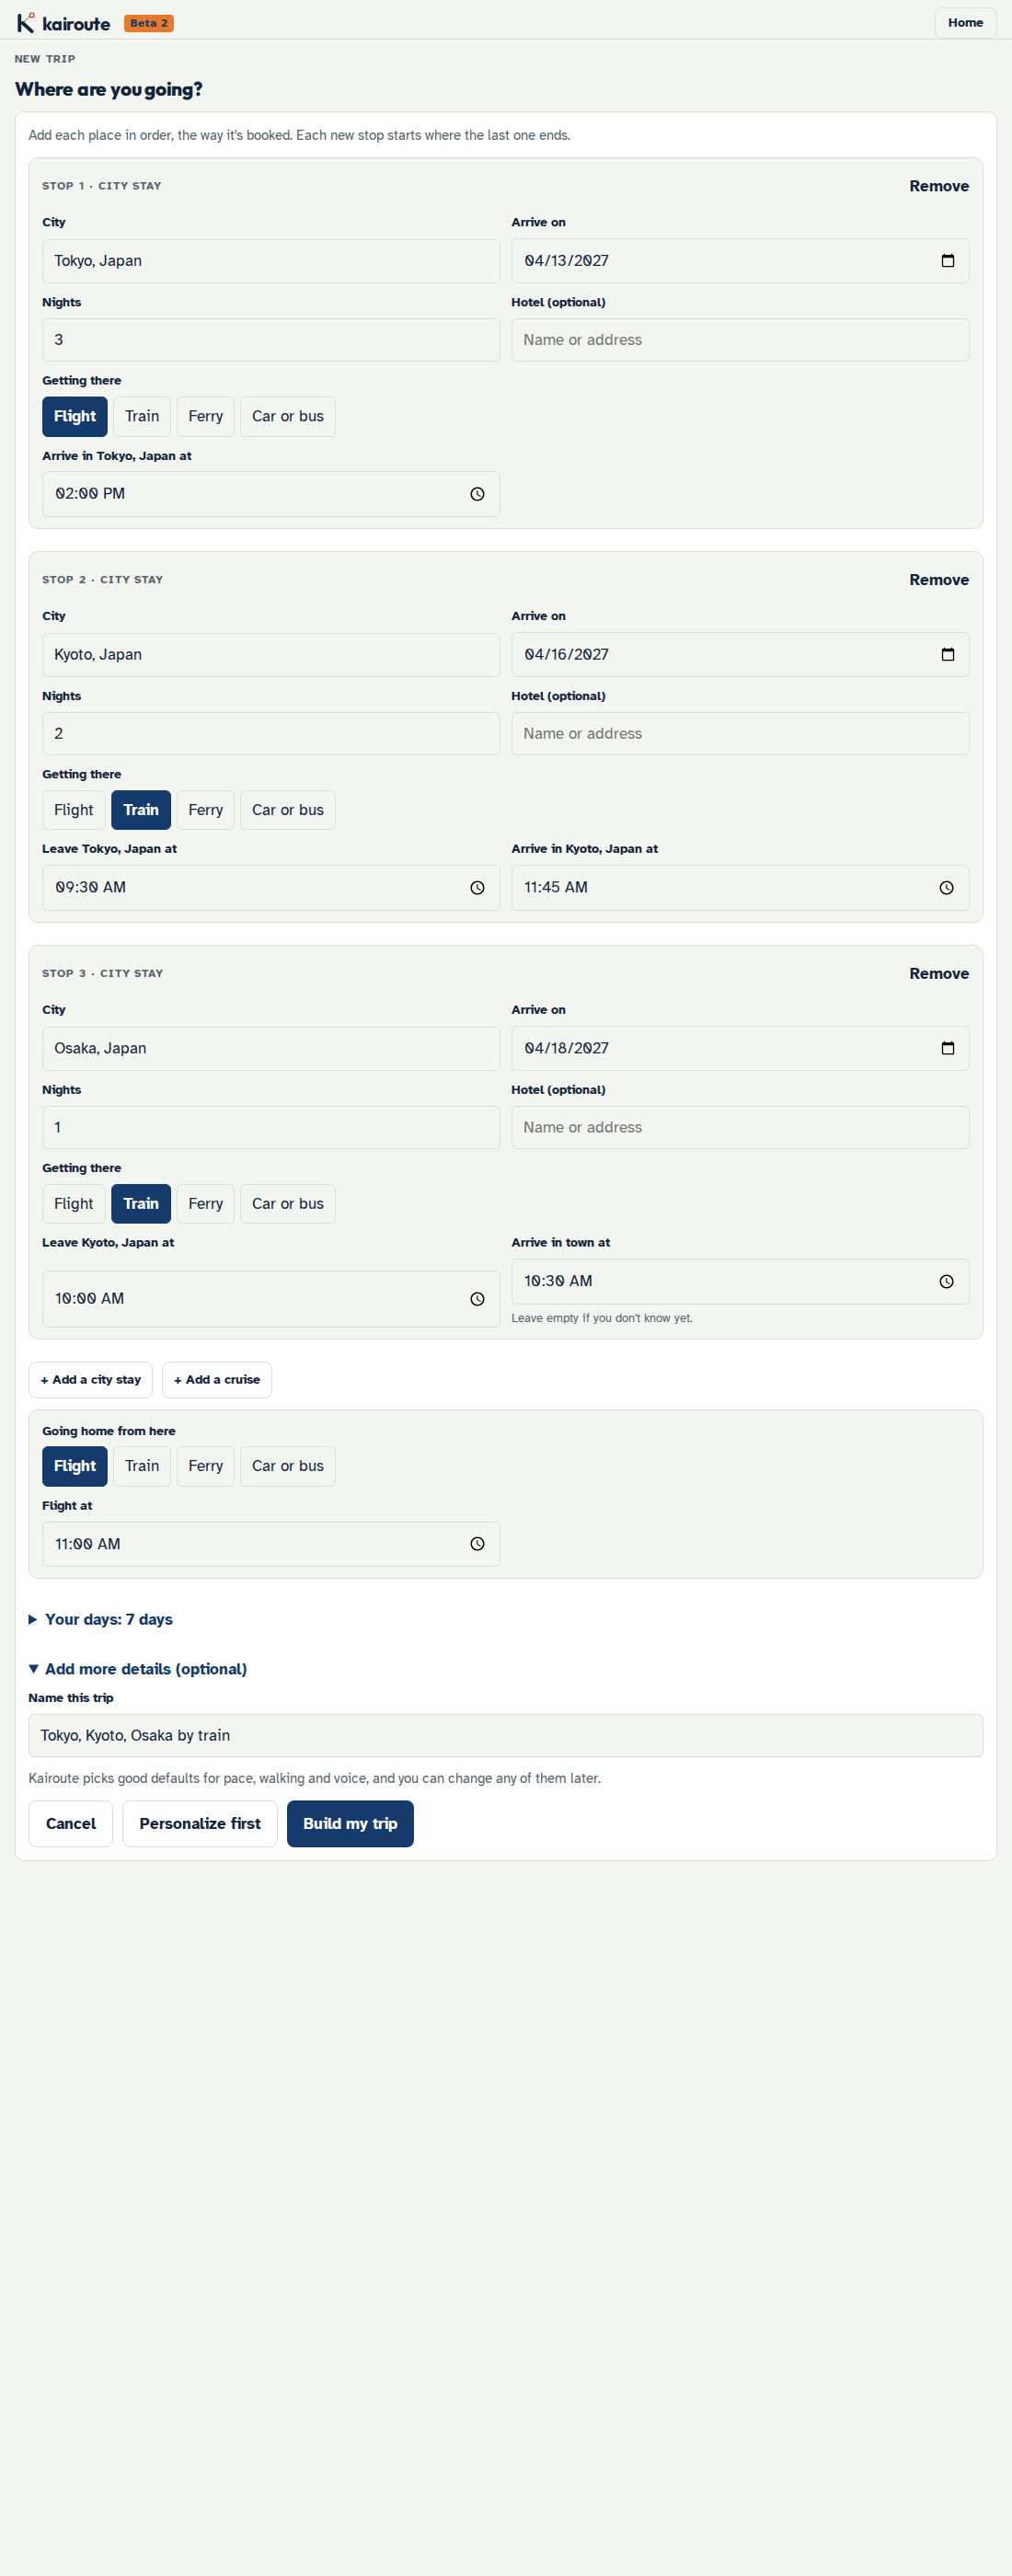 kairoute Beta 2 Home
NEW TRIP
Where are you going?
Add each place in order, the way it's booked. Each new stop starts where the last one ends.
STOP 1 · CITY STAY Remove
City Arrive on
Tokyo, Japan 04/13/2027
Nights Hotel (optional)
3 Name or address
Getting there
Flight Train Ferry Car or bus
Arrive in Tokyo, Japan at
02:00 PM
STOP 2 · CITY STAY Remove
City Arrive on
Kyoto, Japan 04/16/2027
Nights Hotel (optional)
2 Name or address
Getting there
Flight Train Ferry Car or bus
Leave Tokyo, Japan at Arrive in Kyoto, Japan at
09:30 AM 11:45 AM
STOP 3 · CITY STAY Remove
City Arrive on
Osaka, Japan 04/18/2027
Nights Hotel (optional)
1 Name or address
Getting there
Flight Train Ferry Car or bus
Leave Kyoto, Japan at Arrive in town at
10:00 AM 10:30 AM
Leave empty if you don't know yet.
+ Add a city stay + Add a cruise
Going home from here
Flight Train Ferry Car or bus
Flight at
11:00 AM
Your days: 7 days
Add more details (optional)
Name this trip
Tokyo, Kyoto, Osaka by train
Kairoute picks good defaults for pace, walking and voice, and you can change any of them later.
Cancel Personalize first Build my trip